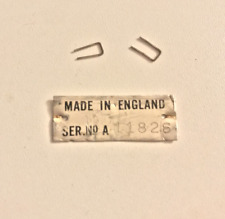 MADE IN ENGLAND
SER.NO A 11826